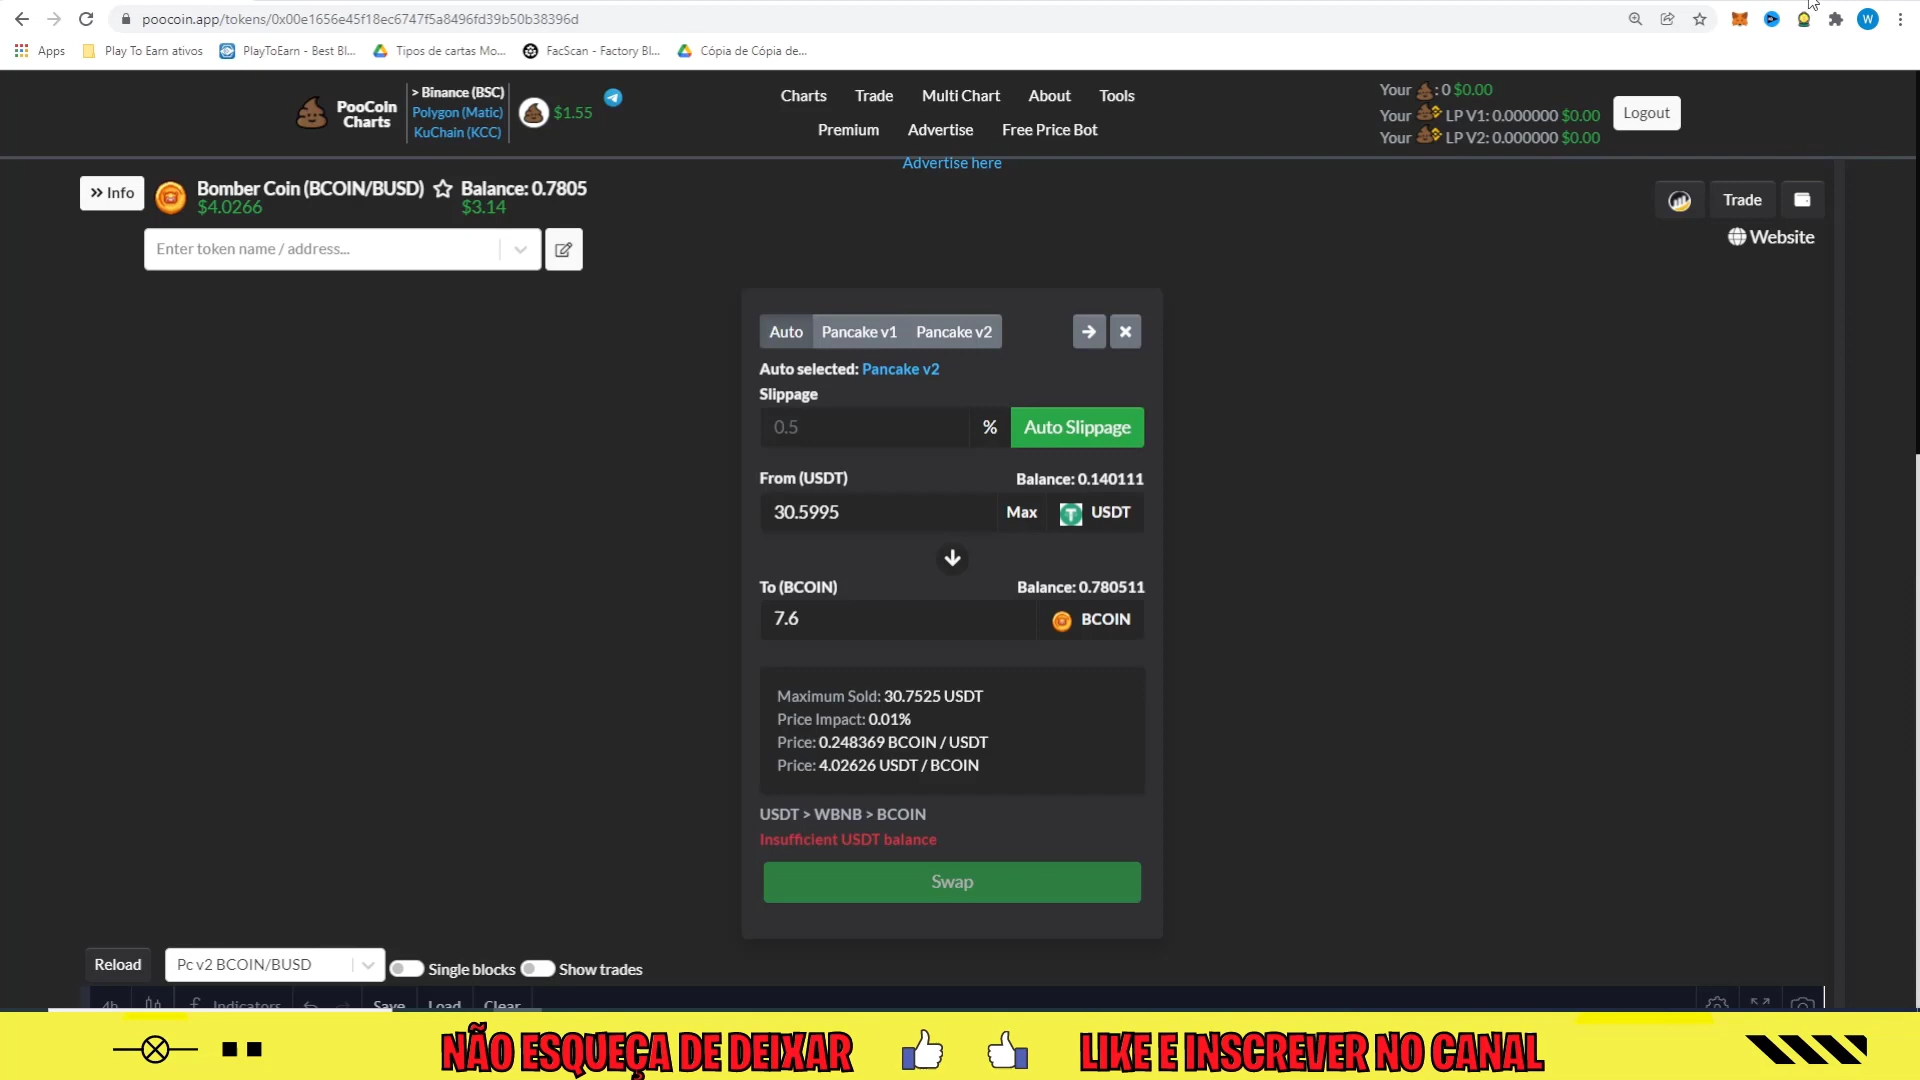 poocoin.app/tokens/0x00e1656e45f18ec6747f5a8496fd39b50b38396d
W
Apps
Play To Earn ativos
PlayToEarn - Best Bl...
Tipos de cartas Mo...
FacScan - Factory Bl...
Cópia de Cópia de...
PooCoin Charts
> Binance (BSC)
Polygon (Matic)
KuChain (KCC)
$1.55
Charts
Trade
Multi Chart
About
Tools
Premium
Advertise
Free Price Bot
Your : 0 $0.00
Your LP V1: 0.000000 $0.00
Your LP V2: 0.000000 $0.00
Logout
Advertise here
>> Info
Bomber Coin (BCOIN/BUSD)
$4.0266
Balance: 0.7805
$3.14
Trade
Website
Enter token name / address...
Auto
Pancake v1
Pancake v2
Auto selected: Pancake v2
Slippage
0.5
%
Auto Slippage
From (USDT)
Balance: 0.140111
30.5995
Max
USDT
To (BCOIN)
Balance: 0.780511
7.6
BCOIN
Maximum Sold: 30.7525 USDT
Price Impact: 0.01%
Price: 0.248369 BCOIN / USDT
Price: 4.02626 USDT / BCOIN
USDT > WBNB > BCOIN
Insufficient USDT balance
Swap
Reload
Pc v2 BCOIN/BUSD
Single blocks
Show trades
4h
Indicators
Save
Load
Clear
NÃO ESQUEÇA DE DEIXAR
LIKE E INSCREVER NO CANAL